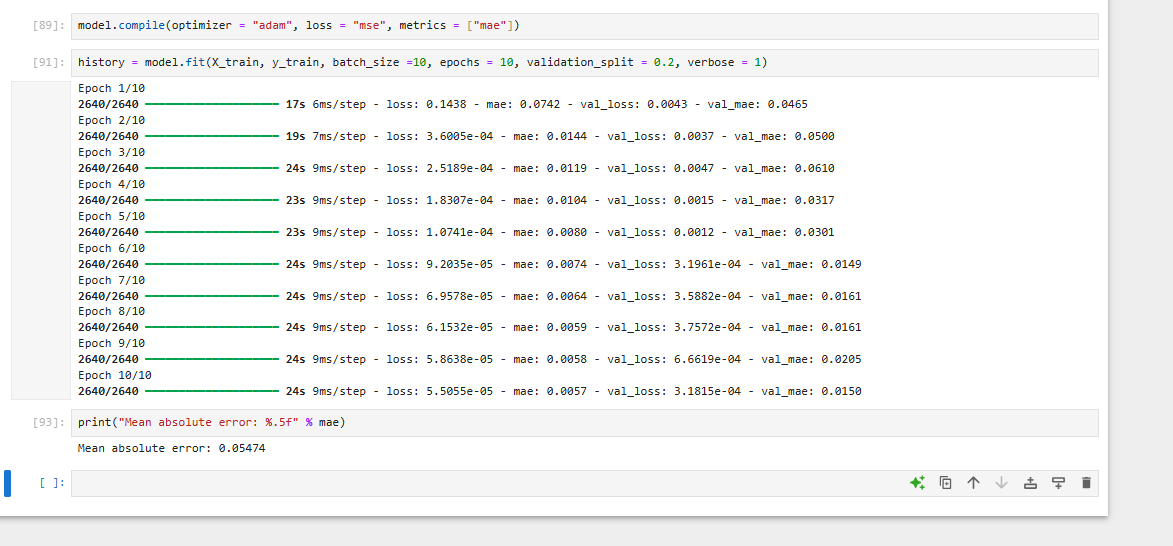 [89]: model.compile(optimizer = "adam", loss = "mse", metrics = ["mae"])
[91]: history = model.fit(X_train, y_train, batch_size =10, epochs = 10, validation_split = 0.2, verbose = 1)
Epoch 1/10
2640/2640 ━━━━━━━━━━━━━━━━━━━━ 17s 6ms/step - loss: 0.1438 - mae: 0.0742 - val_loss: 0.0043 - val_mae: 0.0465
Epoch 2/10
2640/2640 ━━━━━━━━━━━━━━━━━━━━ 19s 7ms/step - loss: 3.6005e-04 - mae: 0.0144 - val_loss: 0.0037 - val_mae: 0.0500
Epoch 3/10
2640/2640 ━━━━━━━━━━━━━━━━━━━━ 24s 9ms/step - loss: 2.5189e-04 - mae: 0.0119 - val_loss: 0.0047 - val_mae: 0.0610
Epoch 4/10
2640/2640 ━━━━━━━━━━━━━━━━━━━━ 23s 9ms/step - loss: 1.8307e-04 - mae: 0.0104 - val_loss: 0.0015 - val_mae: 0.0317
Epoch 5/10
2640/2640 ━━━━━━━━━━━━━━━━━━━━ 23s 9ms/step - loss: 1.0741e-04 - mae: 0.0080 - val_loss: 0.0012 - val_mae: 0.0301
Epoch 6/10
2640/2640 ━━━━━━━━━━━━━━━━━━━━ 24s 9ms/step - loss: 9.2035e-05 - mae: 0.0074 - val_loss: 3.1961e-04 - val_mae: 0.0149
Epoch 7/10
2640/2640 ━━━━━━━━━━━━━━━━━━━━ 24s 9ms/step - loss: 6.9578e-05 - mae: 0.0064 - val_loss: 3.5882e-04 - val_mae: 0.0161
Epoch 8/10
2640/2640 ━━━━━━━━━━━━━━━━━━━━ 24s 9ms/step - loss: 6.1532e-05 - mae: 0.0059 - val_loss: 3.7572e-04 - val_mae: 0.0161
Epoch 9/10
2640/2640 ━━━━━━━━━━━━━━━━━━━━ 24s 9ms/step - loss: 5.8638e-05 - mae: 0.0058 - val_loss: 6.6619e-04 - val_mae: 0.0205
Epoch 10/10
2640/2640 ━━━━━━━━━━━━━━━━━━━━ 24s 9ms/step - loss: 5.5055e-05 - mae: 0.0057 - val_loss: 3.1815e-04 - val_mae: 0.0150
[93]: print("Mean absolute error: %.5f" % mae)
Mean absolute error: 0.05474
[ ]: